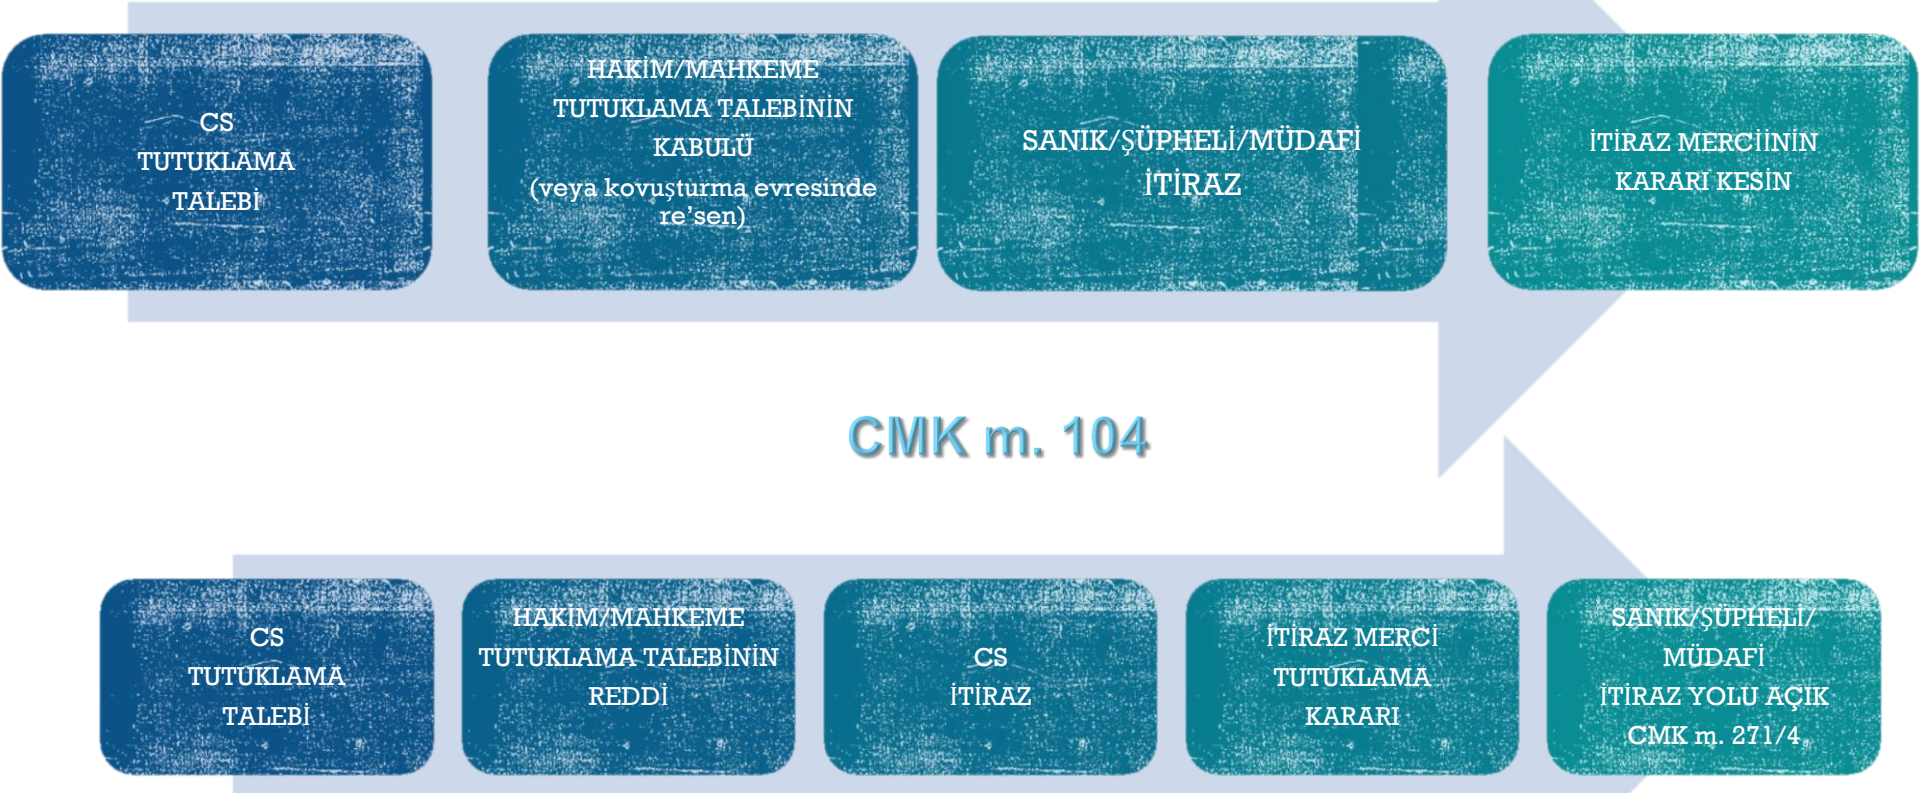 CS
TUTUKLAMA
TALEBİ
HAKİM/MAHKEME
TUTUKLAMA TALEBİNİN
KABULÜ
(veya kovuşturma evresinde
re’sen)
SANIK/ŞÜPHELİ/MÜDAFİ
İTİRAZ
İTİRAZ MERCİİNİN
KARARI KESİN
CMK m. 104
CS
TUTUKLAMA
TALEBİ
HAKİM/MAHKEME
TUTUKLAMA TALEBİNİN
REDDİ
CS
İTİRAZ
İTİRAZ MERCİ
TUTUKLAMA
KARARI
SANIK/ŞÜPHELİ/
MÜDAFİ
İTİRAZ YOLU AÇIK
CMK m. 271/4